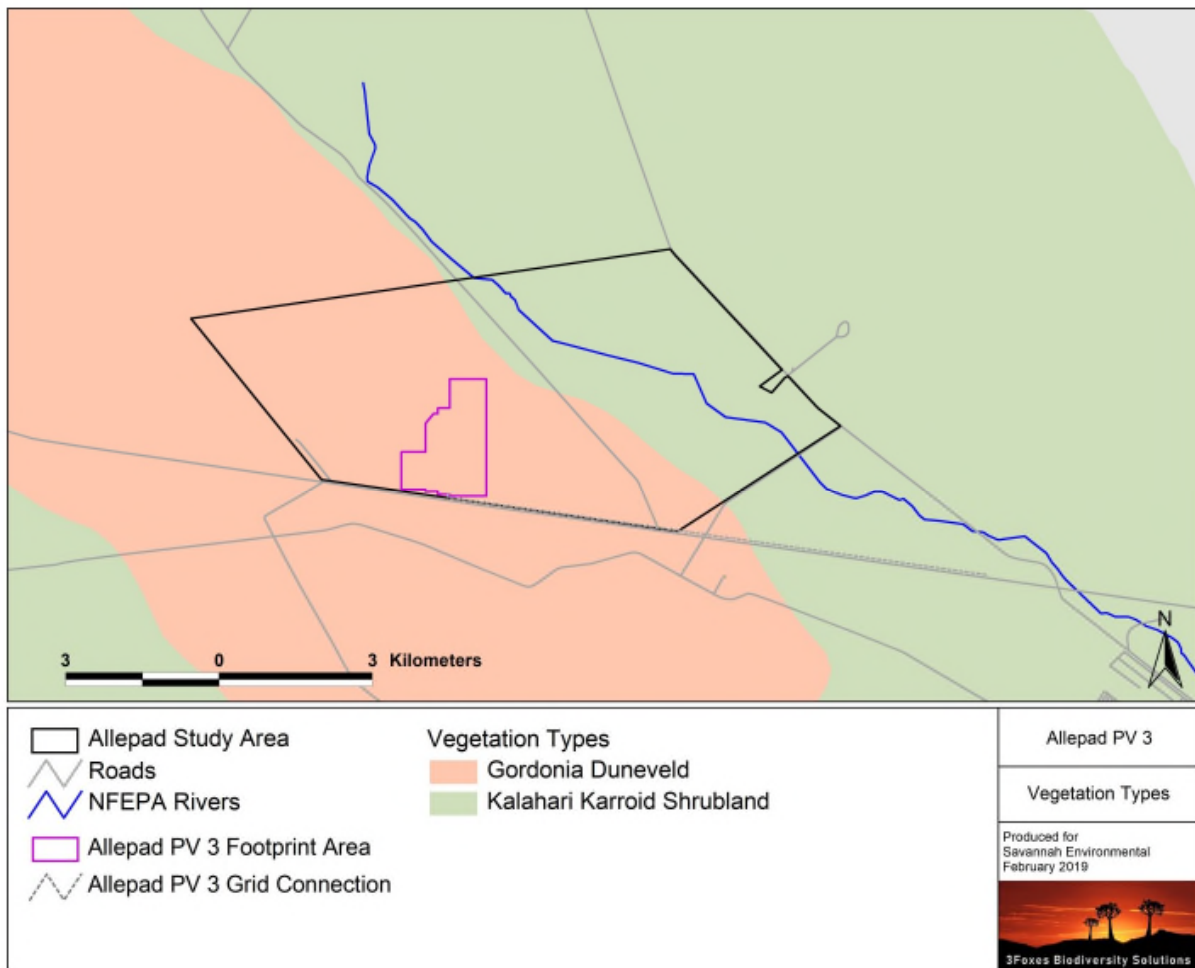 N
3 0 3 Kilometers
Allepad Study Area
Roads
NFEPA Rivers
Allepad PV 3 Footprint Area
Allepad PV 3 Grid Connection
Vegetation Types
Gordonia Duneveld
Kalahari Karroid Shrubland
Allepad PV 3
Vegetation Types
Produced for
Savannah Environmental
February 2019
3Foxes Biodiversity Solutions